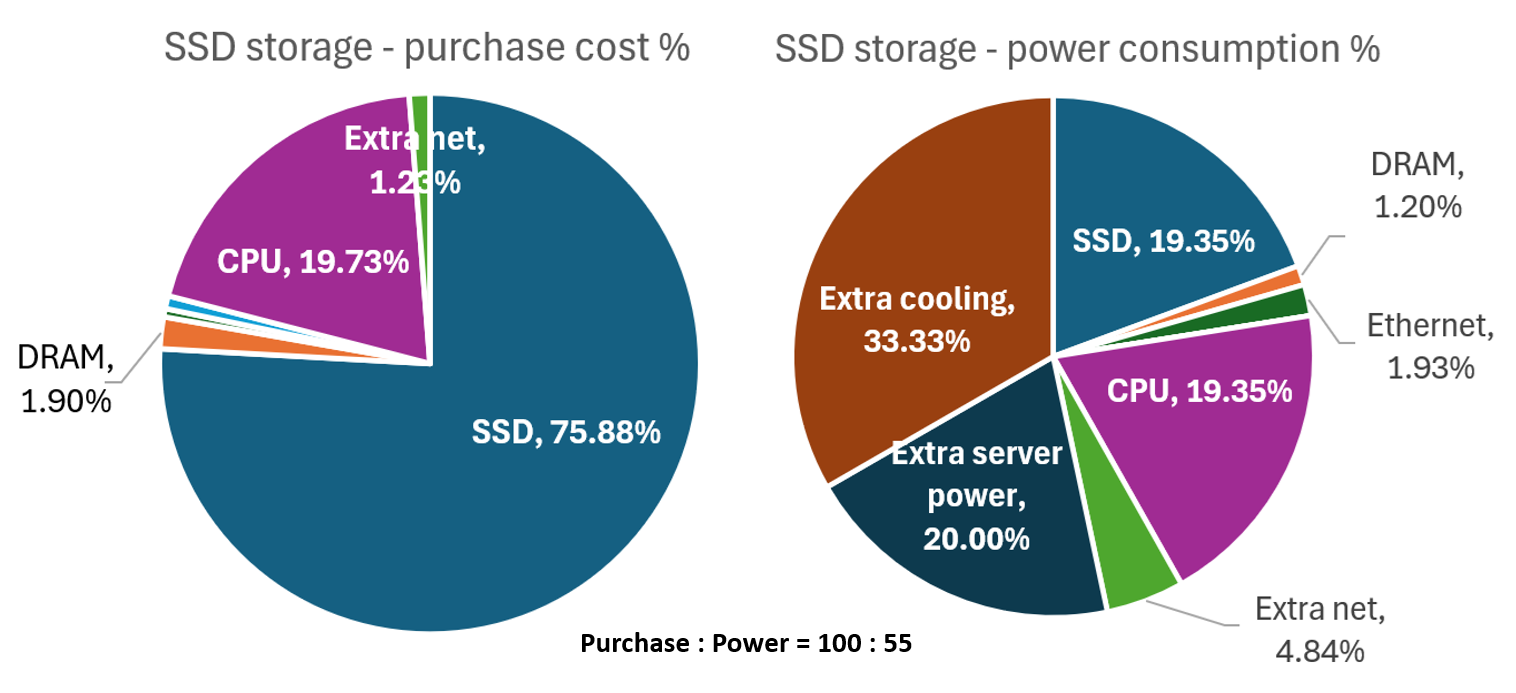 SSD storage - purchase cost %
Extra net,
1.23%
CPU, 19.73%
DRAM,
1.90%
SSD, 75.88%
SSD storage - power consumption %
DRAM,
1.20%
SSD, 19.35%
Extra cooling,
33.33%
Ethernet,
1.93%
CPU, 19.35%
Extra server
power,
20.00%
Extra net,
4.84%
Purchase : Power = 100 : 55